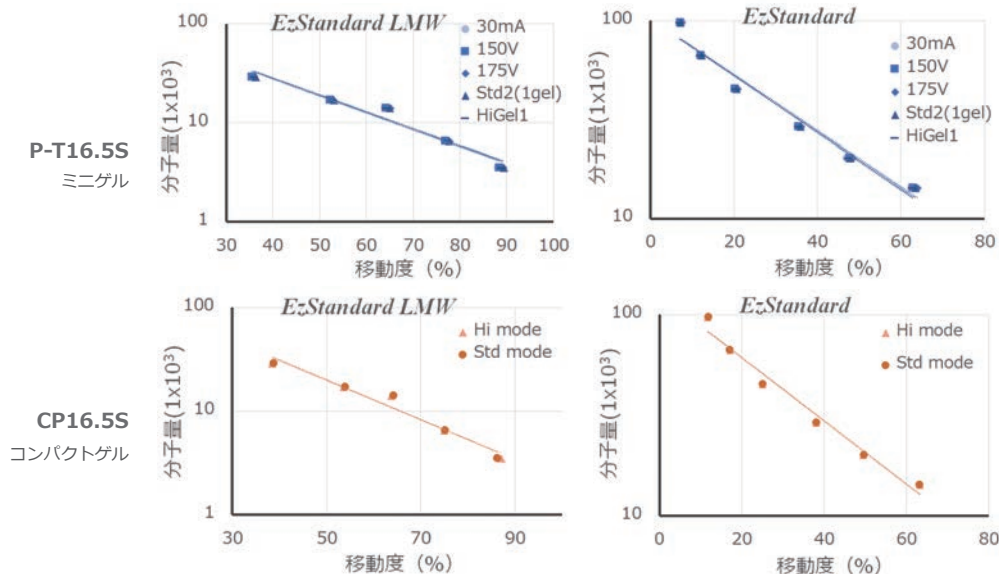 P-T16.5S
ミニゲル
EzStandard LMW
分子量(1x10³)
100
10
1
30 40 50 60 70 80 90 100
移動度（%）
30mA
150V
175V
Std2(1gel)
HiGel1
EzStandard
分子量(1x10³)
100
10
0 20 40 60 80
移動度（%）
30mA
150V
175V
Std2(1gel)
HiGel1
CP16.5S
コンパクトゲル
EzStandard LMW
分子量(1x10³)
100
10
1
30 50 70 90
移動度（%）
Hi mode
Std mode
EzStandard
分子量(1x10³)
100
10
0 20 40 60 80
移動度（%）
Hi mode
Std mode